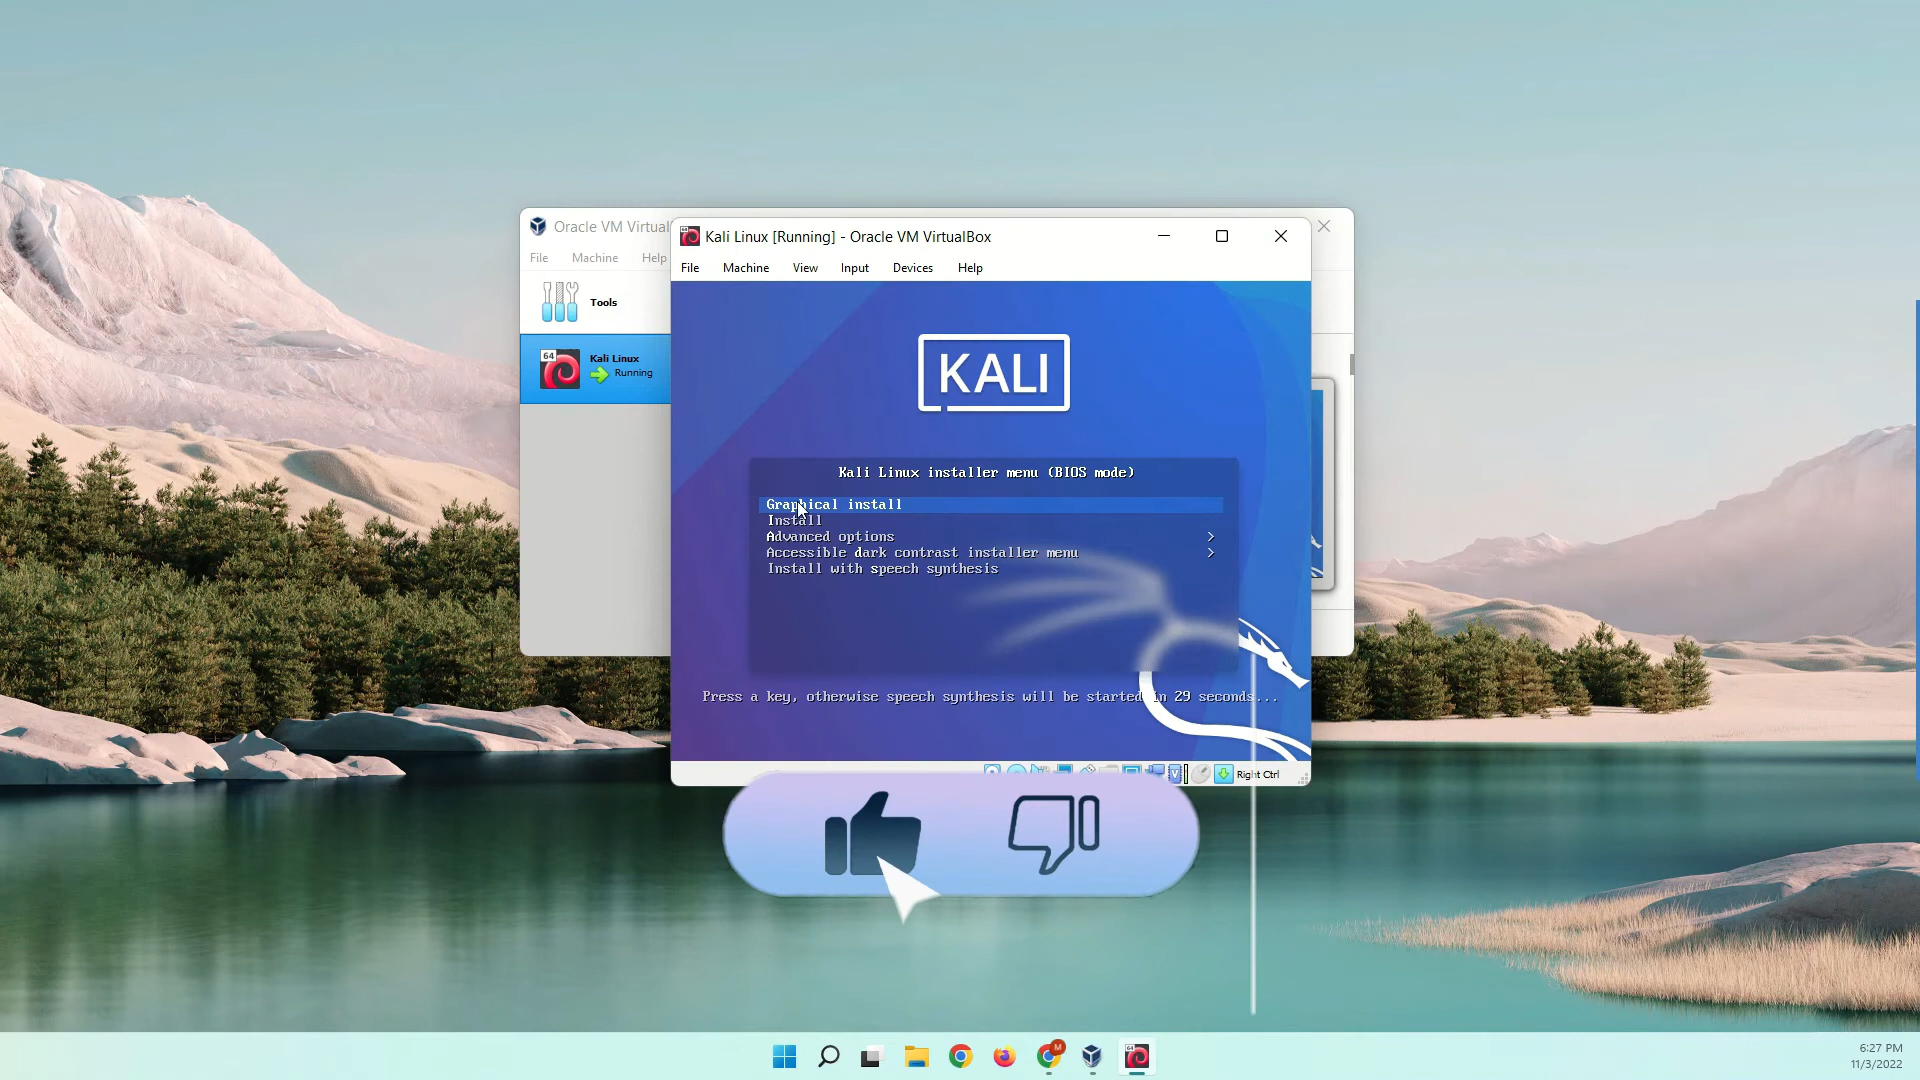 Oracle VM Virtual
File Machine Help
Tools
64
Kali Linux
Running
64
Kali Linux [Running] - Oracle VM VirtualBox
File Machine View Input Devices Help
KALI
Kali Linux installer menu (BIOS mode)
Graphical install
Install
Advanced options >
Accessible dark contrast installer menu >
Install with speech synthesis
Press a key, otherwise speech synthesis will be started in 29 seconds...
V
Right Ctrl
M
64
6:27 PM
11/3/2022